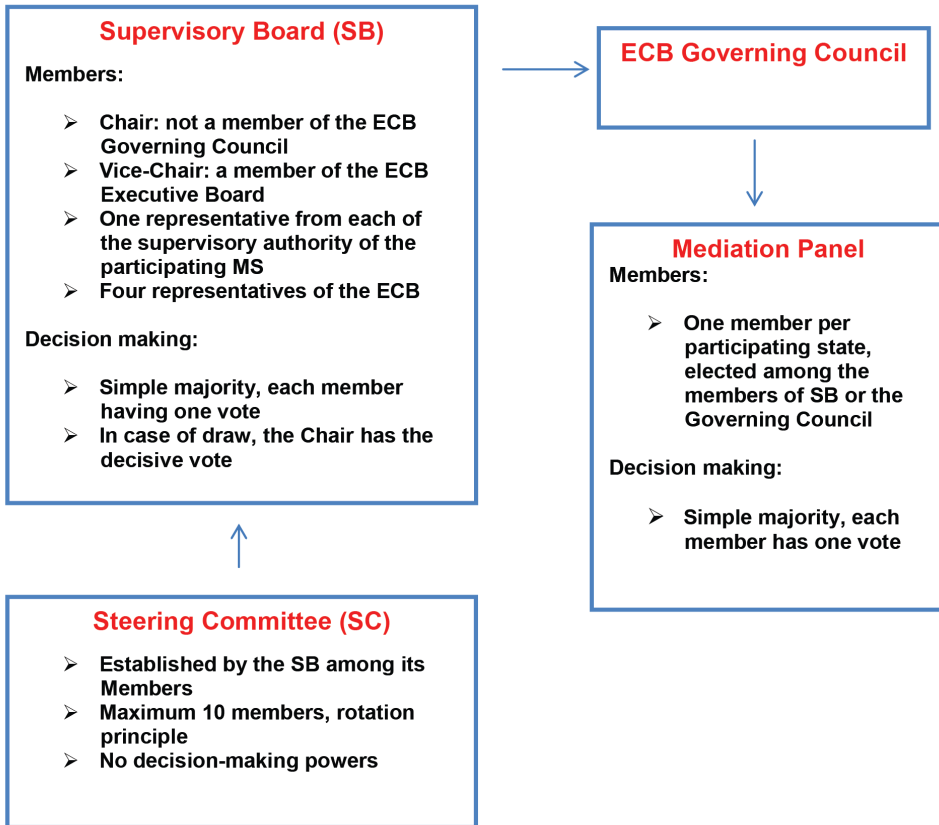 Supervisory Board (SB)
Members:
➢ Chair: not a member of the ECB
Governing Council
➢ Vice-Chair: a member of the ECB
Executive Board
➢ One representative from each of
the supervisory authority of the
participating MS
➢ Four representatives of the ECB
Decision making:
➢ Simple majority, each member
having one vote
➢ In case of draw, the Chair has the
decisive vote
ECB Governing Council
Mediation Panel
Members:
➢ One member per
participating state,
elected among the
members of SB or the
Governing Council
Decision making:
➢ Simple majority, each
member has one vote
Steering Committee (SC)
➢ Established by the SB among its
Members
➢ Maximum 10 members, rotation
principle
➢ No decision-making powers